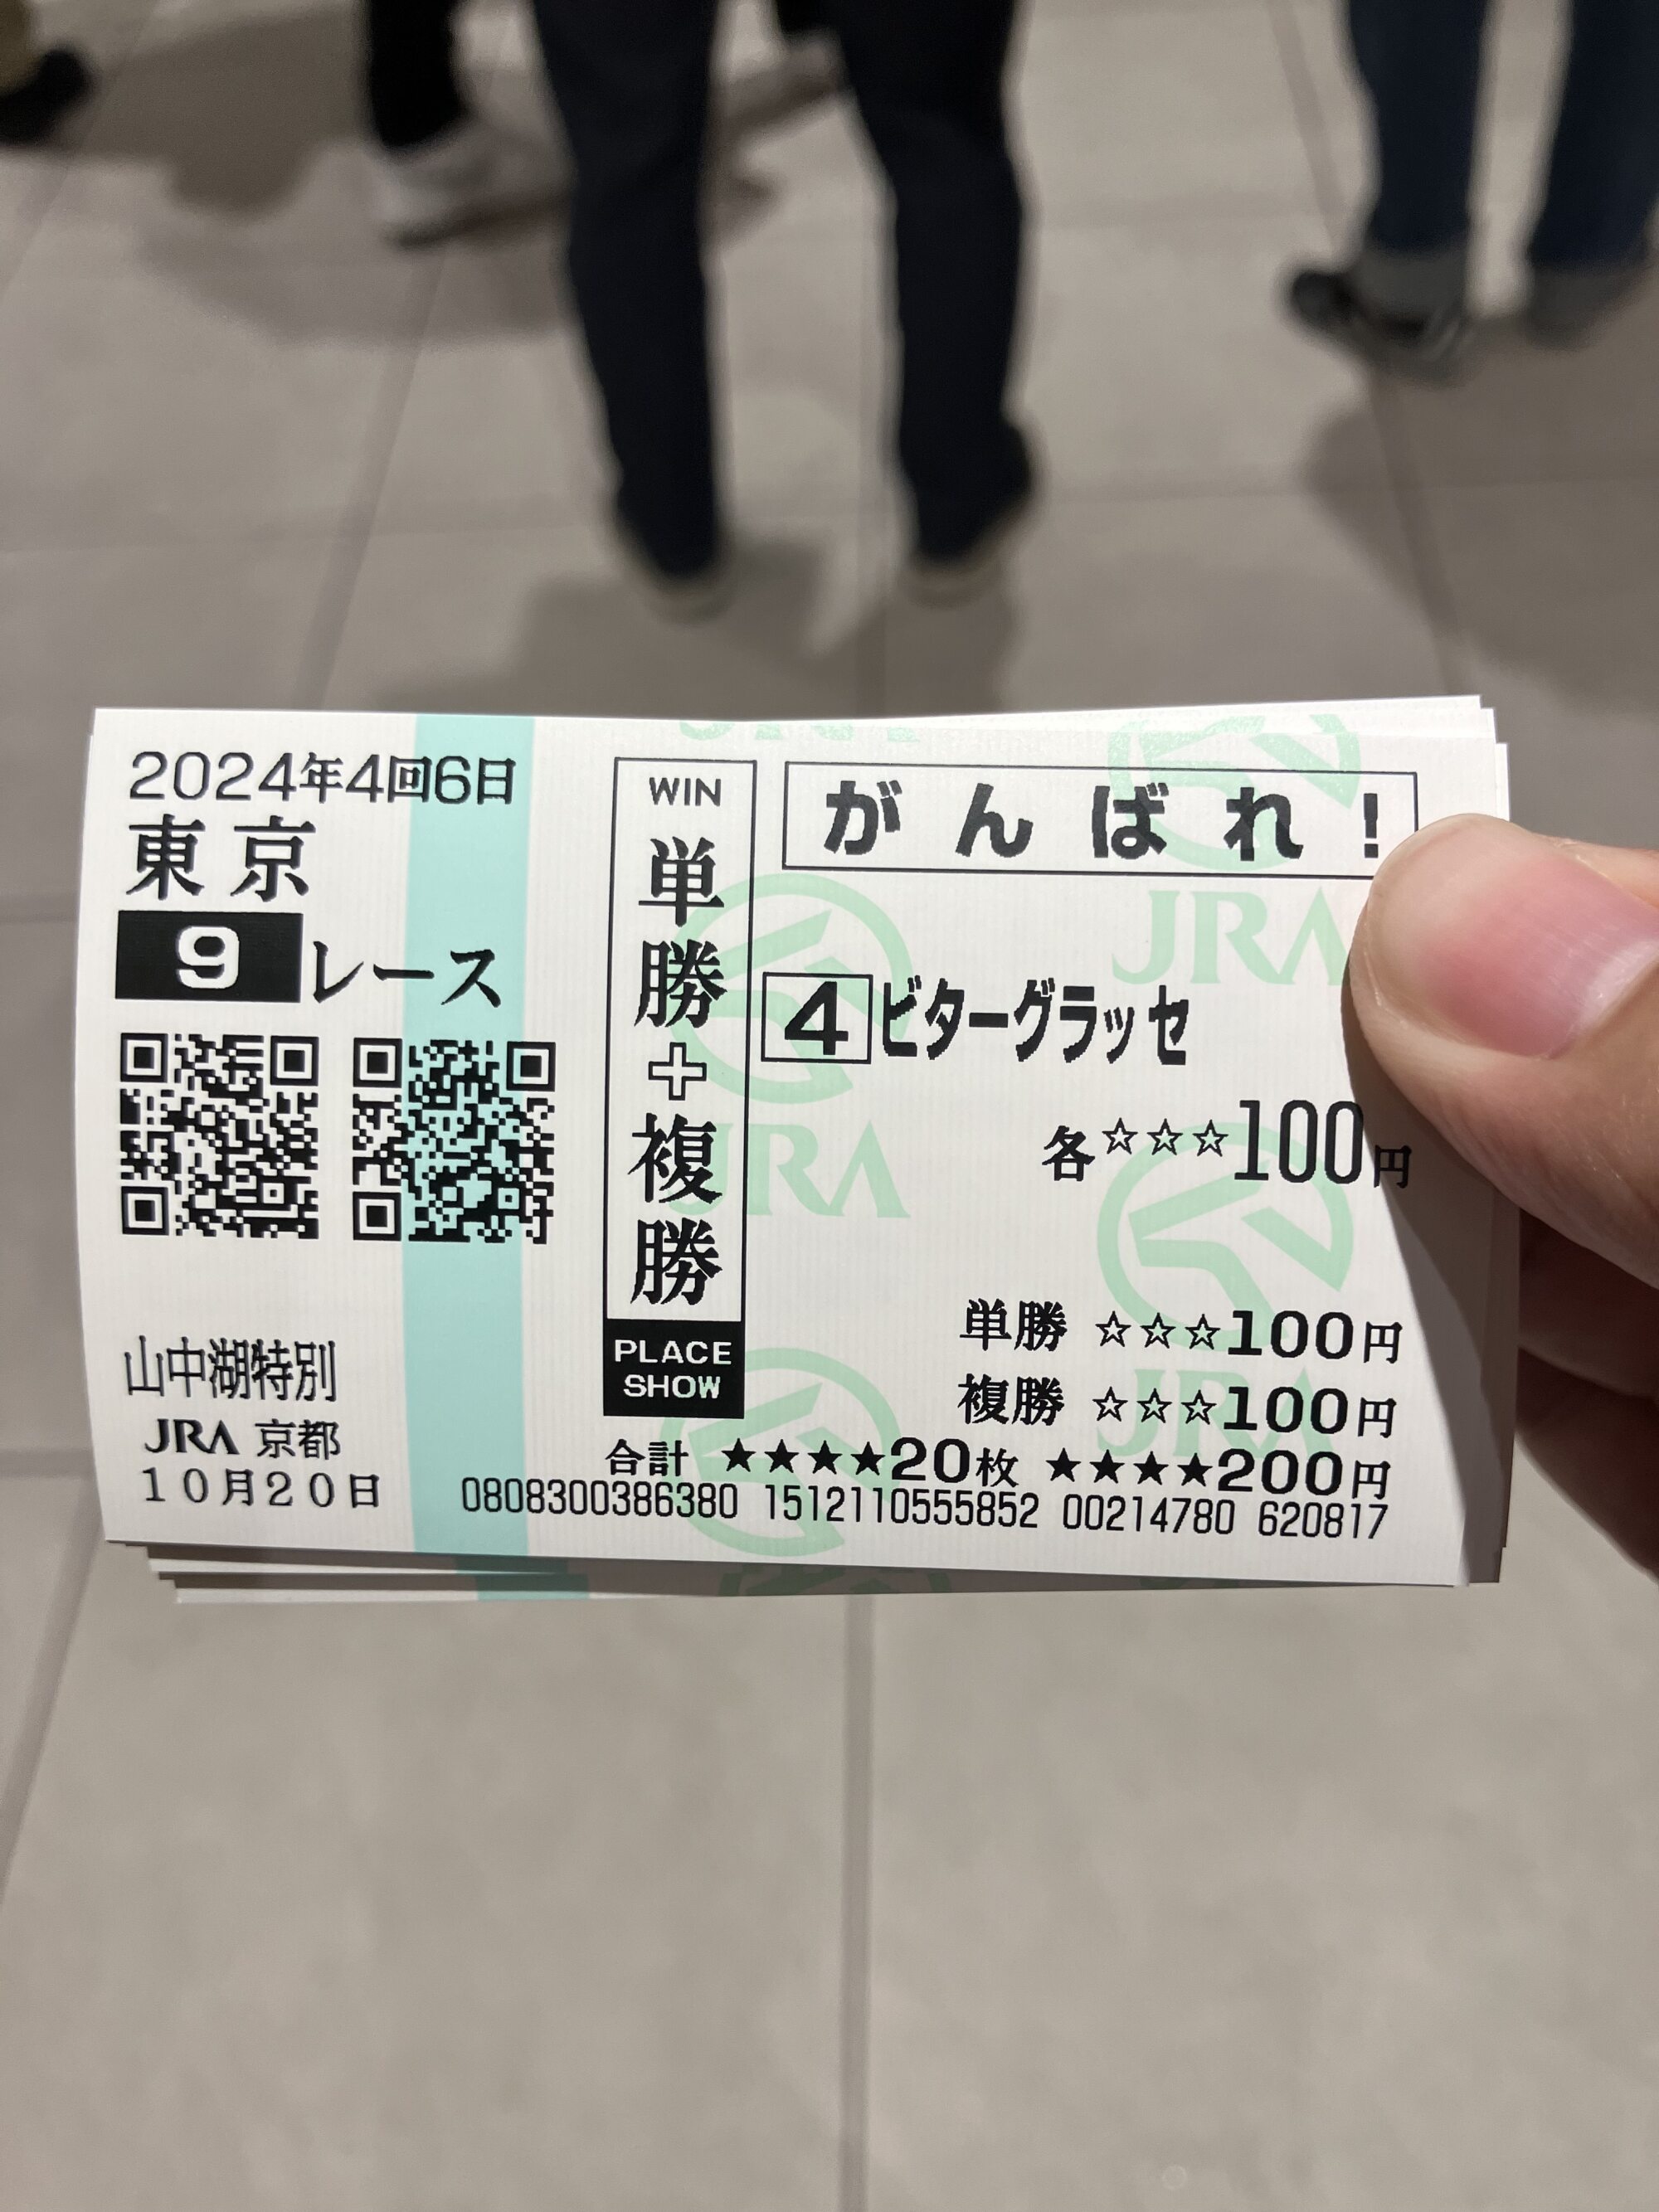 2024年4回6日
東京
9レース
山中湖特別
JRA 京都
10月20日
WIN
単勝+複勝
PLACE
SHOW
がんばれ!
4 ビターグラッセ
各☆☆☆100円
単勝 ☆☆☆100円
複勝 ☆☆☆100円
合計 ★★★★20枚 ★★★★200円
0808300386380 1512110555852 00214780 620817
JRA
JRA
JRA